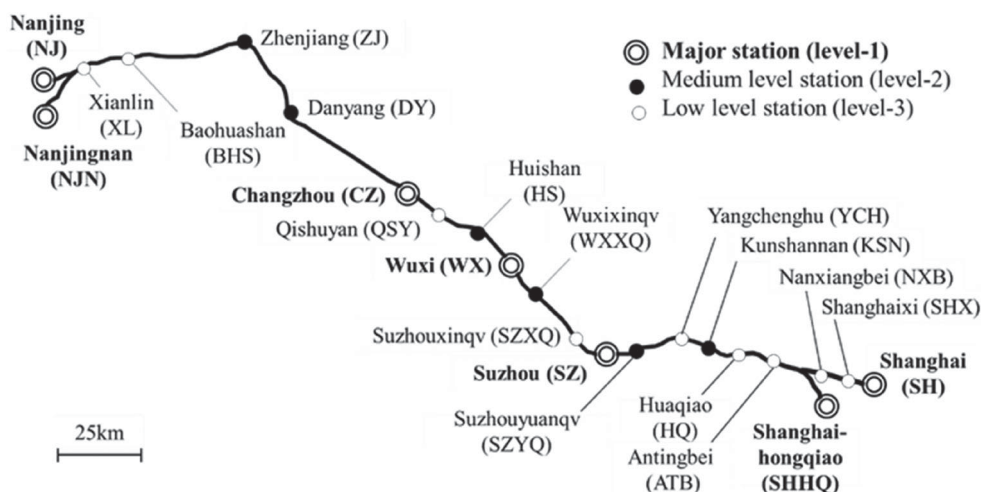 Nanjing
(NJ)
Zhenjiang (ZJ)
Major station (level-1)
Medium level station (level-2)
Low level station (level-3)
Xianlin
(XL)
Danyang (DY)
Baohuashan
(BHS)
Nanjingnan
(NJN)
Huishan
(HS)
Changzhou (CZ)
Wuxixinqv
(WXXQ)
Yangchenghu (YCH)
Qishuyan (QSY)
Kunshannan (KSN)
Wuxi (WX)
Nanxiangbei (NXB)
Shanghaixi (SHX)
Suzhouxinqv (SZXQ)
Suzhou (SZ)
Shanghai
(SH)
Suzhouyuanqv
(SZYQ)
Huaqiao
(HQ)
Antingbei
(ATB)
Shanghai-
hongqiao
(SHHQ)
25km